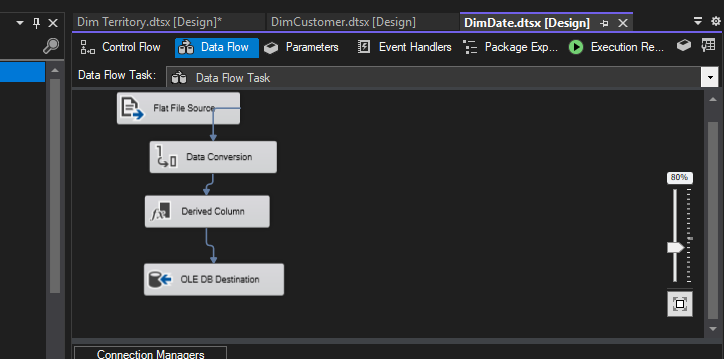 Dim Territory.dtsx [Design]*
DimCustomer.dtsx [Design]
DimDate.dtsx [Design]
Control Flow
Data Flow
Parameters
Event Handlers
Package Exp...
Execution Re...
Data Flow Task:
Data Flow Task
Flat File Source
Data Conversion
Derived Column
OLE DB Destination
80%
Connection Managers